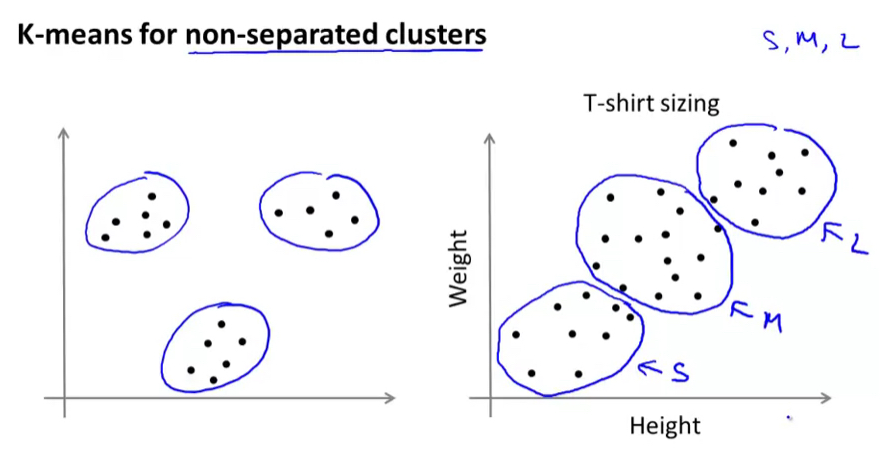 K-means for non-separated clusters
S, M, L
T-shirt sizing
Weight
L
M
S
Height